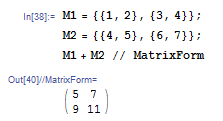 In[38]:= M1 = {{1, 2}, {3, 4}};
M2 = {{4, 5}, {6, 7}};
M1 + M2 // MatrixForm
Out[40]//MatrixForm=
( 5 7 )
( 9 11 )